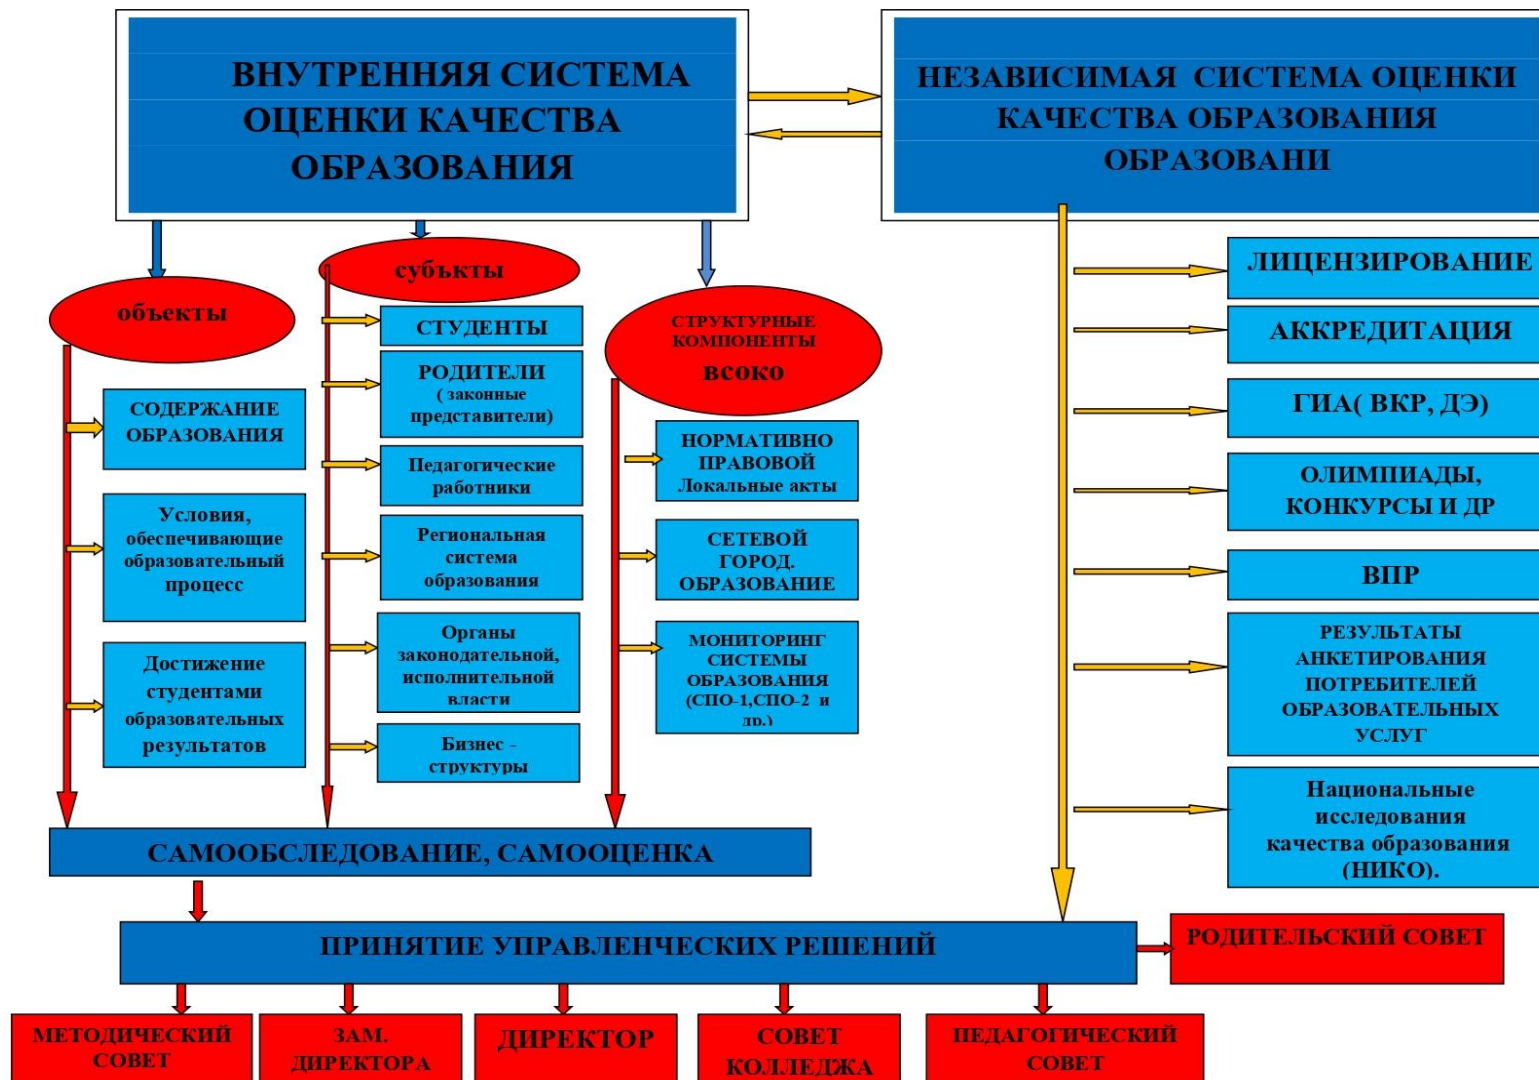 ВНУТРЕННЯЯ СИСТЕМА
ОЦЕНКИ КАЧЕСТВА
ОБРАЗОВАНИЯ
НЕЗАВИСИМАЯ СИСТЕМА ОЦЕНКИ
КАЧЕСТВА ОБРАЗОВАНИЯ
ОБРАЗОВАНИ
объекты
СОДЕРЖАНИЕ
ОБРАЗОВАНИЯ
Условия,
обеспечивающие
образовательный
процесс
Достижение
студентами
образовательных
результатов
субъкты
СТУДЕНТЫ
РОДИТЕЛИ
( законные
представители)
Педагогические
работники
Региональная
система
образования
Органы
законодательной,
исполнительной
власти
Бизнес -
структуры
СТРУКТУРНЫЕ
КОМПОНЕНТЫ
всоко
НОРМАТИВНО
ПРАВОВОЙ
Локальные акты
СЕТЕВОЙ
ГОРОД.
ОБРАЗОВАНИЕ
МОНИТОРИНГ
СИСТЕМЫ
ОБРАЗОВАНИЯ
(СПО-1,СПО-2 и
др.)
ЛИЦЕНЗИРОВАНИЕ
АККРЕДИТАЦИЯ
ГИА( ВКР, ДЭ)
ОЛИМПИАДЫ,
КОНКУРСЫ И ДР
ВПР
РЕЗУЛЬТАТЫ
АНКЕТИРОВАНИЯ
ПОТРЕБИТЕЛЕЙ
ОБРАЗОВАТЕЛЬНЫХ
УСЛУГ
Национальные
исследования
качества образования
(НИКО).
САМООБСЛЕДОВАНИЕ, САМООЦЕНКА
ПРИНЯТИЕ УПРАВЛЕНЧЕСКИХ РЕШЕНИЙ
РОДИТЕЛЬСКИЙ СОВЕТ
МЕТОДИЧЕСКИЙ
СОВЕТ
ЗАМ.
ДИРЕКТОРА
ДИРЕКТОР
СОВЕТ
КОЛЛЕДЖА
ПЕДАГОГИЧЕСКИЙ
СОВЕТ